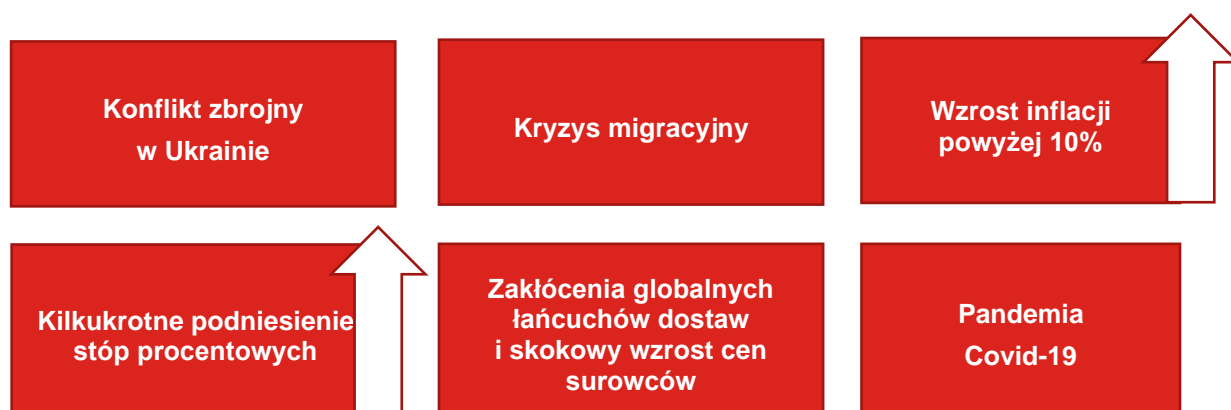 Konflikt zbrojny
w Ukrainie
Kryzys migracyjny
Wzrost inflacji
powyżej 10%
Kilkukrotne podniesienie
stóp procentowych
Zakłócenia globalnych
łańcuchów dostaw
i skokowy wzrost cen
surowców
Pandemia
Covid-19